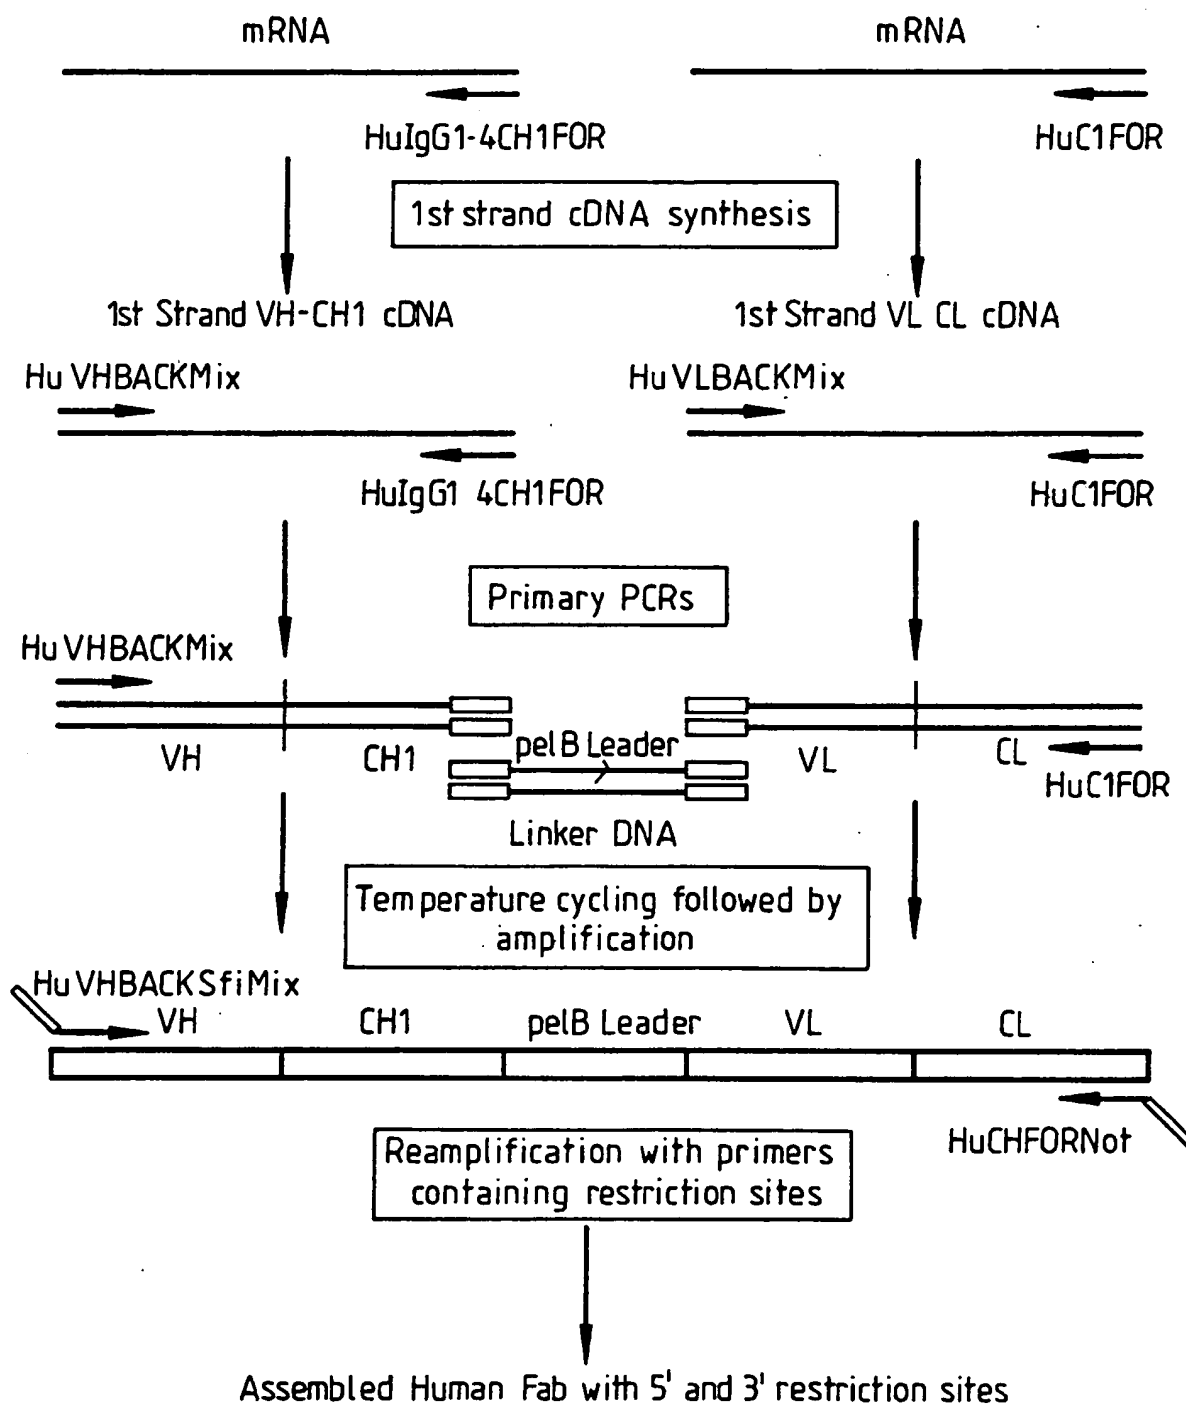 mRNA
mRNA
HuIgG1-4CH1FOR
HuC1FOR
1st strand cDNA synthesis
1st Strand VH-CH1 cDNA
1st Strand VL CL cDNA
Hu VHBACKMix
Hu VLBACKMix
HuIgG1 4CH1FOR
HuC1FOR
Primary PCRs
Hu VHBACKMix
VH
CH1
pelB Leader
VL
CL
HuC1FOR
Linker DNA
Temperature cycling followed by
amplification
Hu VHBACKSfiMix
VH
CH1
pelB Leader
VL
CL
HuCHFORNot
Reamplification with primers
containing restriction sites
Assembled Human Fab with 5' and 3' restriction sites